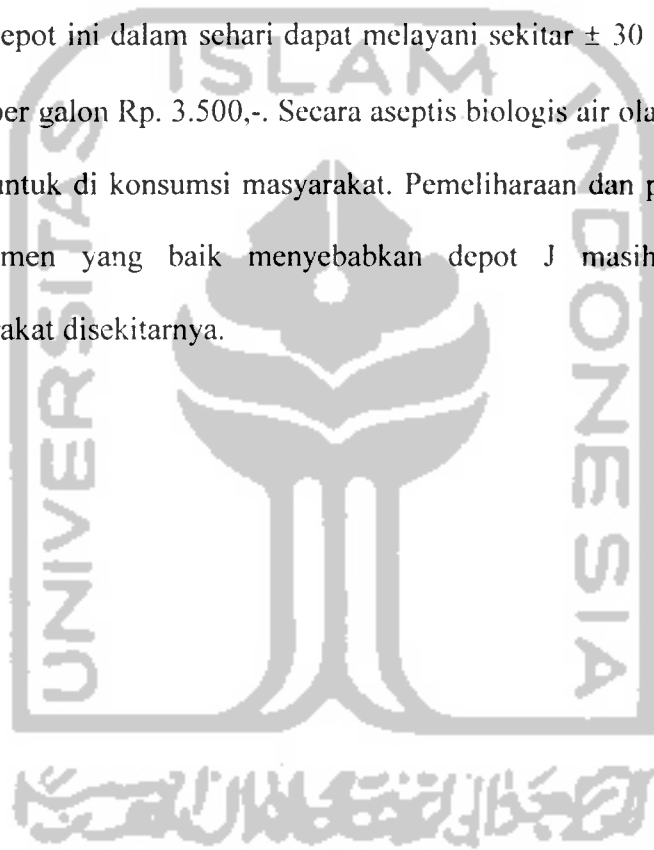 epot ini dalam sehari dapat melayani sekitar ± 30
per galon Rp. 3.500,-. Secara aseptis biologis air ola
untuk di konsumsi masyarakat. Pemeliharaan dan p
men yang baik menyebabkan depot J masih
akat disekitarnya.
ISLAM
UNIVERSITAS
INDONESIA